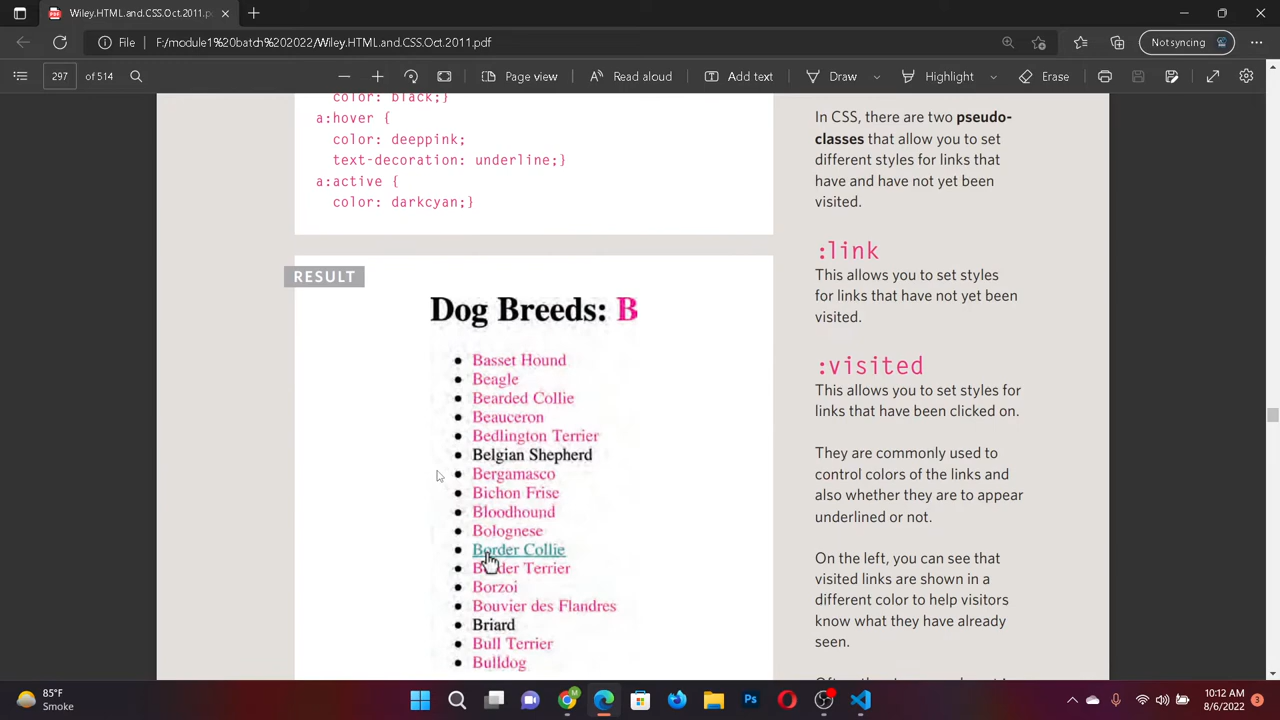 Wiley.HTML.and.CSS.Oct.2011.pdf
File
F:/module1%20batch%202022/Wiley.HTML.and.CSS.Oct.2011.pdf
Not syncing
297
of 514
Page view
Read aloud
Add text
Draw
Highlight
Erase
color: black;}
a:hover {
color: deeppink;
text-decoration: underline;}
a:active {
color: darkcyan;}
RESULT
Dog Breeds: B
Basset Hound
Beagle
Bearded Collie
Beauceron
Bedlington Terrier
Belgian Shepherd
Bergamasco
Bichon Frise
Bloodhound
Bolognese
Border Collie
Border Terrier
Borzoi
Bouvier des Flandres
Briard
Bull Terrier
Bulldog
In CSS, there are two pseudo-
classes that allow you to set
different styles for links that
have and have not yet been
visited.
:link
This allows you to set styles
for links that have not yet been
visited.
:visited
This allows you to set styles for
links that have been clicked on.
They are commonly used to
control colors of the links and
also whether they are to appear
underlined or not.
On the left, you can see that
visited links are shown in a
different color to help visitors
know what they have already
seen.
85°F
Smoke
Ps
10:12 AM
8/6/2022
3